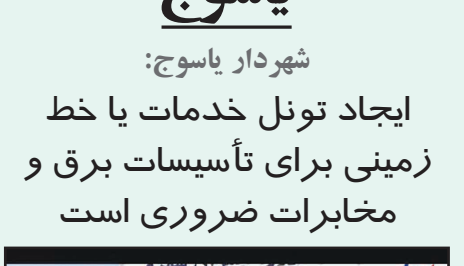 یاسوج
شهردار یاسوج:
ایجاد تونل خدمات یا خط
زمینی برای تأسیسات برق و
مخابرات ضروری است